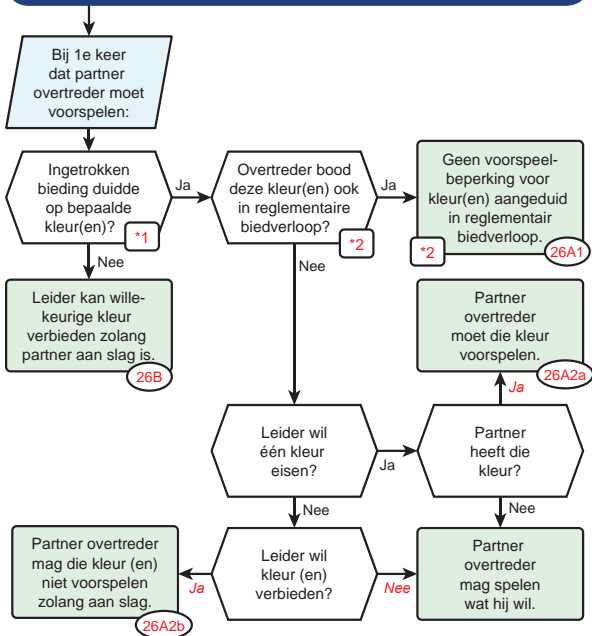 Bij 1e keer
dat partner
overtreder moet
voorspelen:
Ingetrokken
bieding duidde
op bepaalde
kleur(en)?
*1
Ja
Nee
Overtreder bood
deze kleur(en) ook
in reglementaire
biedverloop?
*2
Ja
Nee
Geen voorspeel-
beperking voor
kleur(en) aangeduid
in reglementair
biedverloop.
*2
26A1
Leider kan wille-
keurige kleur
verbieden zolang
partner aan slag is.
26B
Partner
overtreder
moet die kleur
voorspelen.
26A2a
Ja
Leider wil
één kleur
eisen?
Ja
Nee
Partner
heeft die
kleur?
Nee
Partner overtreder
mag die kleur (en)
niet voorspelen
zolang aan slag.
26A2b
Ja
Leider wil
kleur (en)
verbieden?
Nee
Partner
overtreder
mag spelen
wat hij wil.